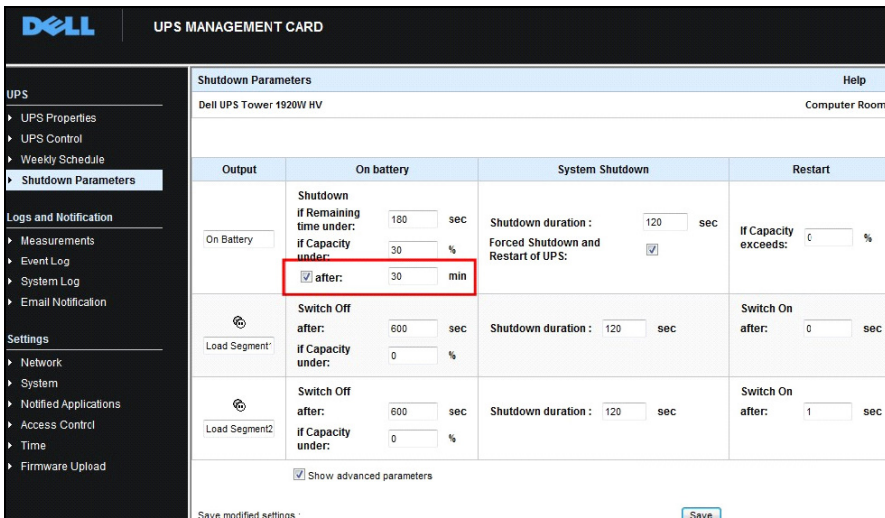 DELL
UPS MANAGEMENT CARD
UPS
UPS Properties
UPS Control
Weekly Schedule
Shutdown Parameters
Logs and Notification
Measurements
Event Log
System Log
Email Notification
Settings
Network
System
Notified Applications
Access Control
Time
Firmware Upload
Shutdown Parameters Help
Dell UPS Tower 1920W HV Computer Room
Output On battery System Shutdown Restart
On Battery
Shutdown
if Remaining
time under: 180 sec
if Capacity
under: 30 %
after: 30 min
Shutdown duration : 120 sec
Forced Shutdown and
Restart of UPS:
If Capacity
exceeds: %
Load Segment1
Switch Off
after: 600 sec
if Capacity
under: 0 %
Shutdown duration : 120 sec
Switch On
after: 0 sec
Load Segment2
Switch Off
after: 600 sec
if Capacity
under: 0 %
Shutdown duration : 120 sec
Switch On
after: 1 sec
Show advanced parameters
Save modified settings :
Save